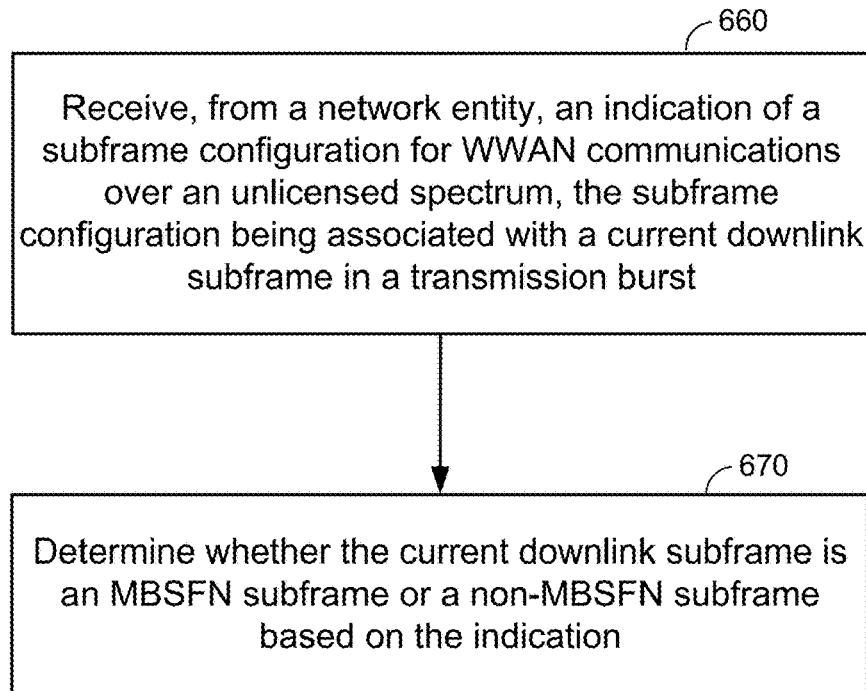 660
Receive, from a network entity, an indication of a
subframe configuration for WWAN communications
over an unlicensed spectrum, the subframe
configuration being associated with a current downlink
subframe in a transmission burst
670
Determine whether the current downlink subframe is
an MBSFN subframe or a non-MBSFN subframe
based on the indication